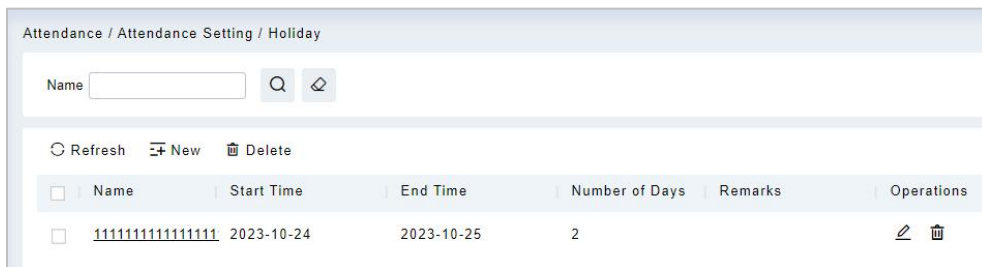 Attendance / Attendance Setting / Holiday
Name
Refresh New Delete
Name Start Time End Time Number of Days Remarks Operations
1111111111111111 2023-10-24 2023-10-25 2